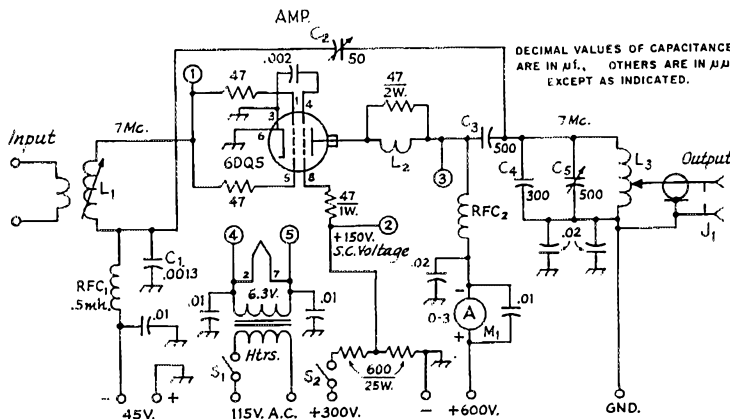 AMP.
C2
50
DECIMAL VALUES OF CAPACITANCE
ARE IN µf., OTHERS ARE IN µµ
EXCEPT AS INDICATED.
.002
1
47
1
4
3
6
6DQ5
5
8
47
2W.
L2
3
C3
500
7Mc.
Input
7Mc.
L1
47
C4
300
C5
500
L3
Output
J1
47
1W.
2
+150V.
S.C. Voltage
RFC2
.02
.02
C1
.0013
RFC1
.5mh.
.01
4
5
2
7
6.3V.
.01
.01
Htrs.
S1
S2
600
25W.
-
A
0-3
+
M1
.01
-
+
45V.
115V. A.C.
+300V.
-
+600V.
GND.